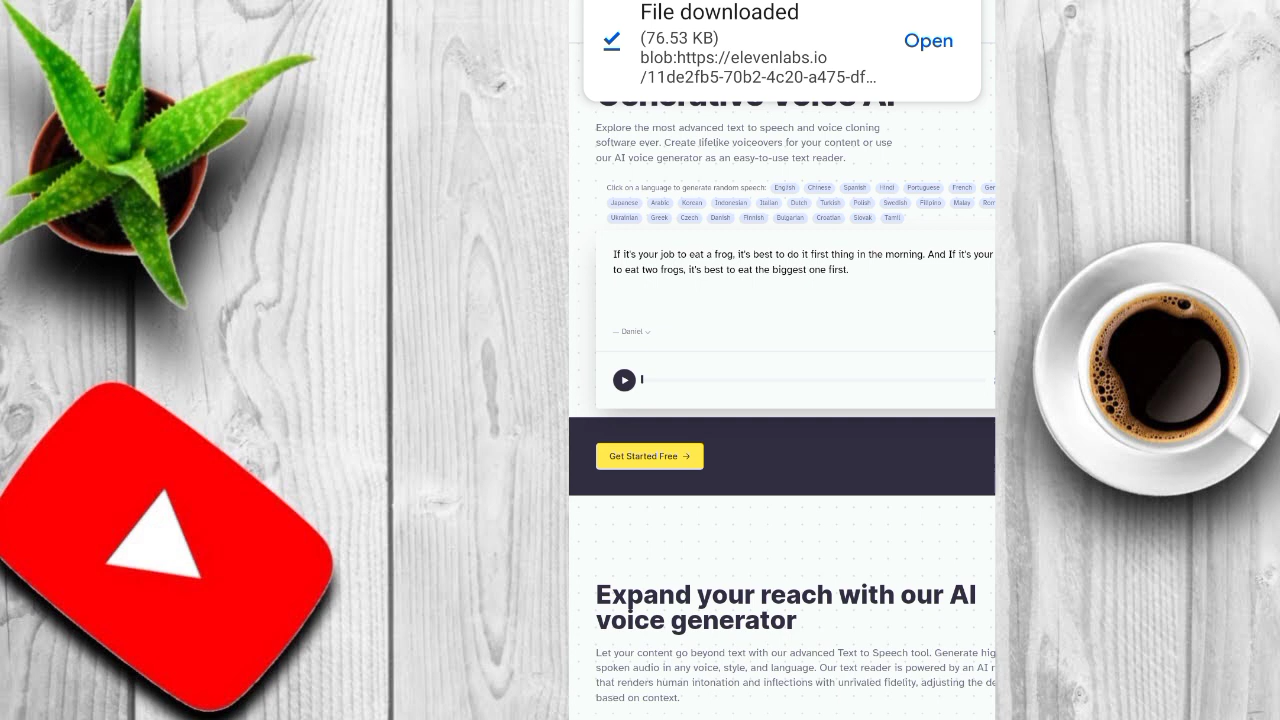 File downloaded
(76.53 KB)
blob:https://elevenlabs.io
/11de2fb5-70b2-4c20-a475-df...
Open
Generative Voice AI
Explore the most advanced text to speech and voice cloning
software ever. Create lifelike voiceovers for your content or use
our AI voice generator as an easy-to-use text reader.
Click on a language to generate random speech: English Chinese Spanish Hindi Portuguese French Ger
Japanese Arabic Korean Indonesian Italian Dutch Turkish Polish Swedish Filipino Malay Rom
Ukrainian Greek Czech Danish Finnish Bulgarian Croatian Slovak Tamil
If it's your job to eat a frog, it's best to do it first thing in the morning. And If it's your
to eat two frogs, it's best to eat the biggest one first.
— Daniel
Get Started Free →
Expand your reach with our AI
voice generator
Let your content go beyond text with our advanced Text to Speech tool. Generate hig
spoken audio in any voice, style, and language. Our text reader is powered by an AI
that renders human intonation and inflections with unrivaled fidelity, adjusting the de
based on context.